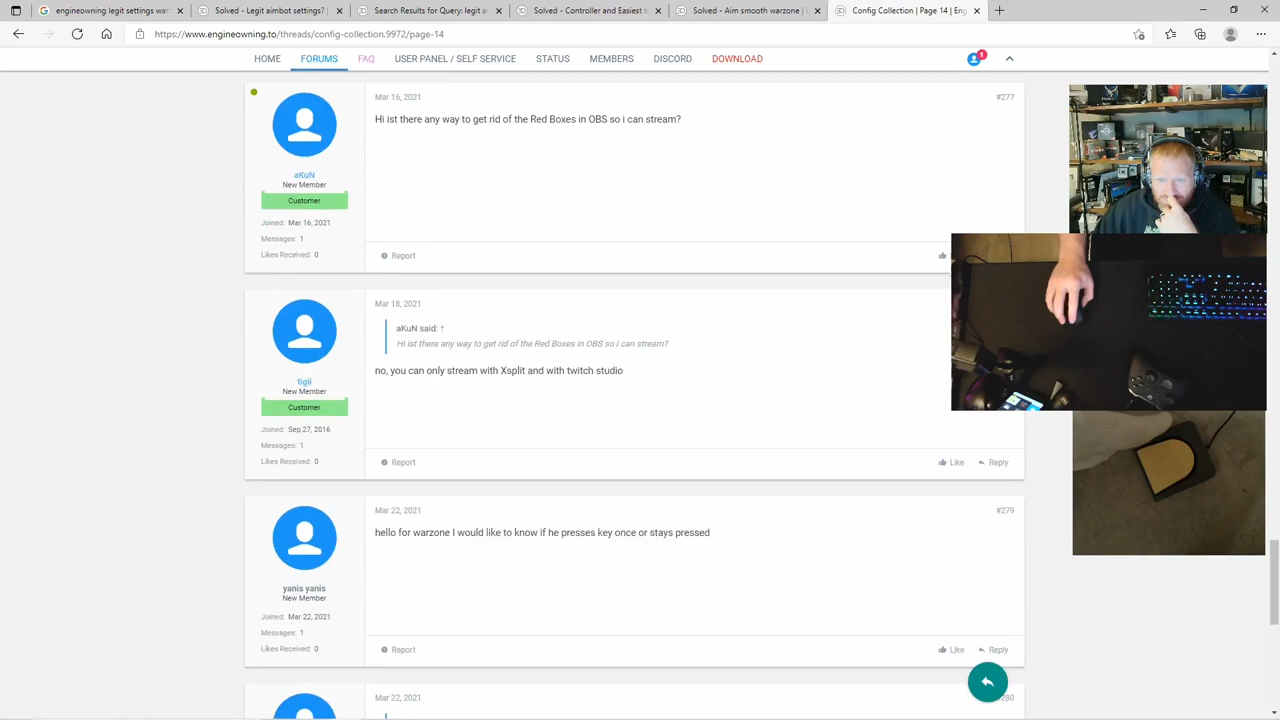 engineowning legit settings war
Solved - Legit aimbot settings?
Search Results for Query: legit a
Solved - Controller and Easiest t
Solved - Aim smooth warzone |
Config Collection | Page 14 | Eng
https://www.engineowning.to/threads/config-collection.9972/page-14
HOME FORUMS FAQ USER PANEL / SELF SERVICE STATUS MEMBERS DISCORD DOWNLOAD
1
Mar 16, 2021
#277
Hi ist there any way to get rid of the Red Boxes in OBS so i can stream?
aKuN
New Member
Customer
Joined: Mar 16, 2021
Messages: 1
Likes Received: 0
Report
Mar 18, 2021
aKuN said: ↑
Hi ist there any way to get rid of the Red Boxes in OBS so i can stream?
no, you can only stream with Xsplit and with twitch studio
tigii
New Member
Customer
Joined: Sep 27, 2016
Messages: 1
Likes Received: 0
Report
Like Reply
Mar 22, 2021
#279
hello for warzone I would like to know if he presses key once or stays pressed
yanis yanis
New Member
Joined: Mar 22, 2021
Messages: 1
Likes Received: 0
Report
Like Reply
Mar 22, 2021
280